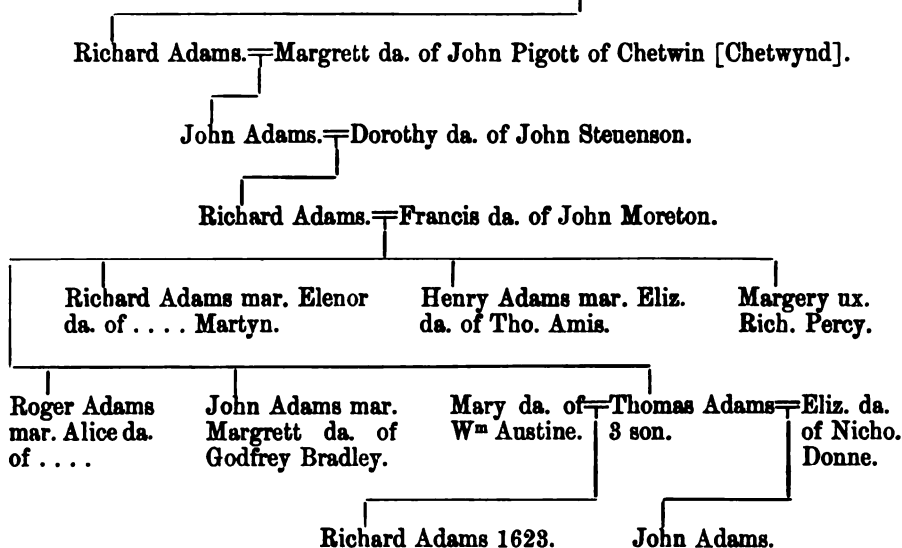 Richard Adams.=Margrett da. of John Pigott of Chetwin [Chetwynd].
John Adams.=Dorothy da. of John Steuenson.
Richard Adams.=Francis da. of John Moreton.
Richard Adams mar. Elenor
da. of .... Martyn.
Henry Adams mar. Eliz.
da. of Tho. Amis.
Margery ux.
Rich. Percy.
Roger Adams
mar. Alice da.
of ....
John Adams mar.
Margrett da. of
Godfrey Bradley.
Mary da. of=Thomas Adams=Eliz. da.
Wm Austine. 3 son. of Nicho.
Donne.
Richard Adams 1623.
John Adams.